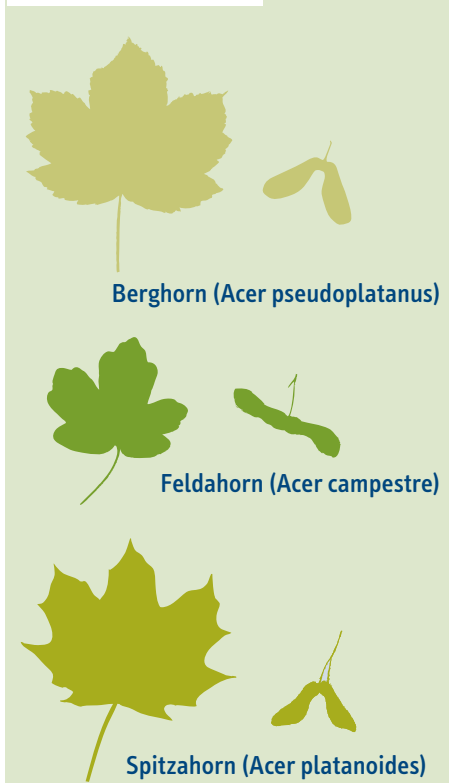 Berghorn (Acer pseudoplatanus)
Feldahorn (Acer campestre)
Spitzahorn (Acer platanoides)